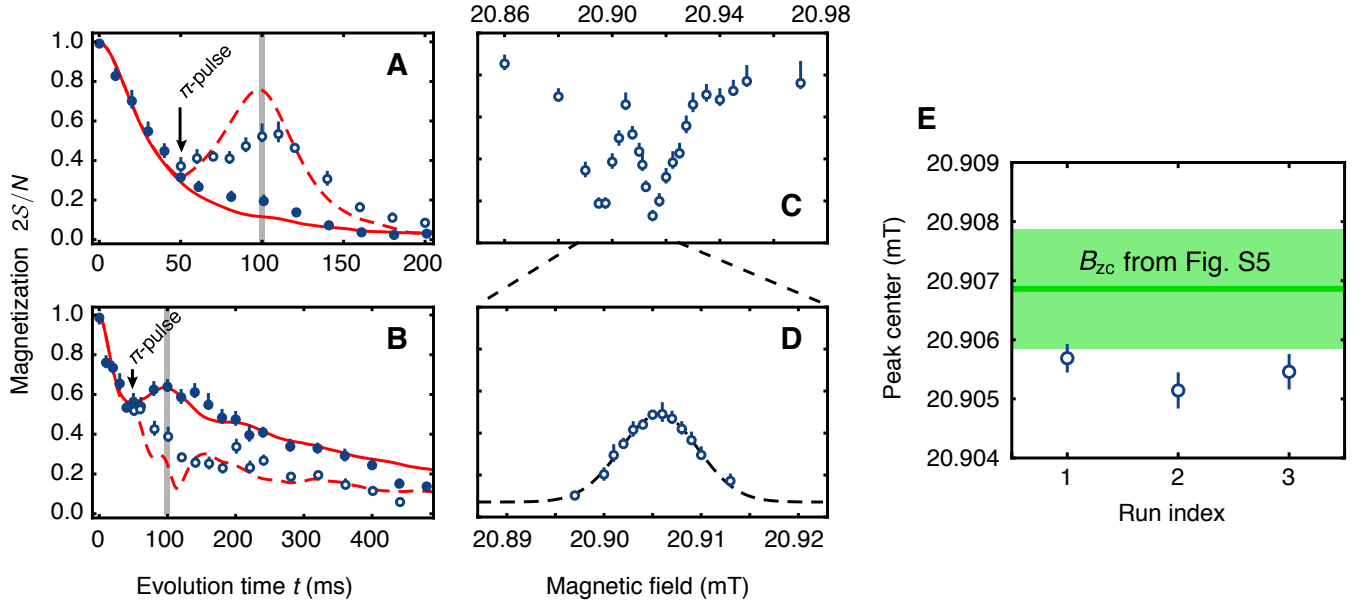 20.86 20.90 20.94 20.98
1.0
0.8
0.6
0.4
0.2
0.0
A
π-pulse
0 50 100 150 200
C
E
20.909
20.908
20.907
20.906
20.905
20.904
Peak center (mT)
B_zc from Fig. S5
1 2 3
Run index
Magnetization 2S/N
1.0
0.8
0.6
0.4
0.2
0.0
B
π-pulse
0 100 200 300 400
Evolution time t (ms)
D
20.89 20.90 20.91 20.92
Magnetic field (mT)